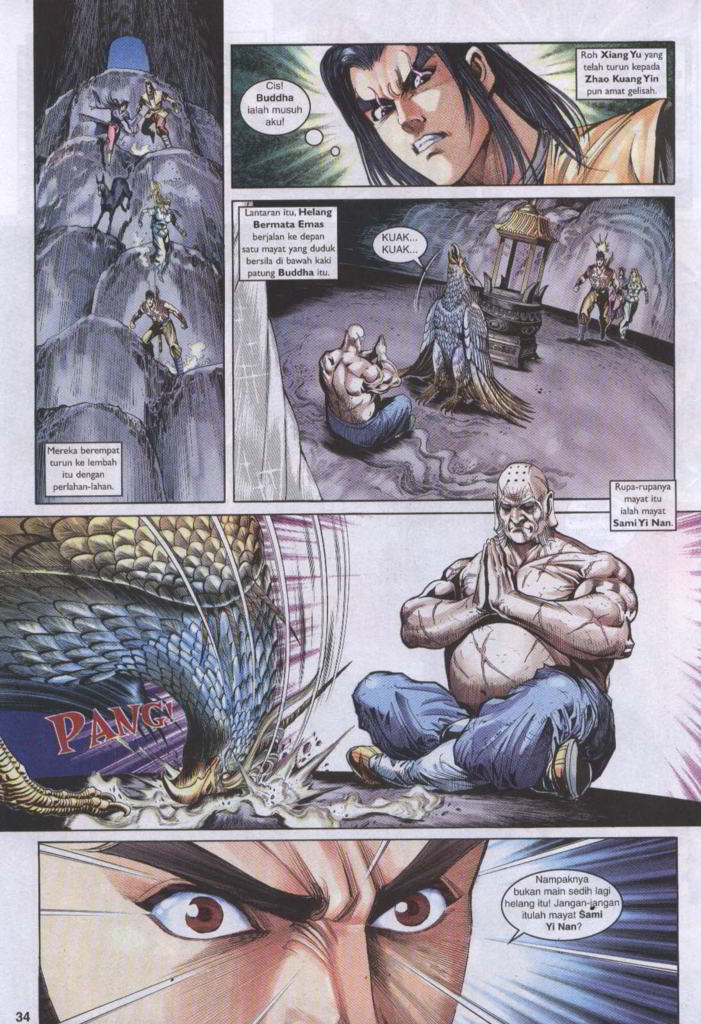 Cis!
Buddha
ialah musuh
aku!
Roh Xiang Yu yang
telah turun kepada
Zhao Kuang Yin
pun amat gelisah.
Mereka berempat
turun ke lembah
itu dengan
perlahan-lahan.
Lantaran itu, Helang
Bermata Emas
berjalan ke depan
satu mayat yang duduk
bersila di bawah kaki
patung Buddha itu.
KUAK...
KUAK...
Rupa-rupanya
mayat itu
ialah mayat
Sami Yi Nan.
PANG!
Nampaknya
bukan main sedih lagi
helang itu! Jangan-jangan
itulah mayat Sami
Yi Nan?
34